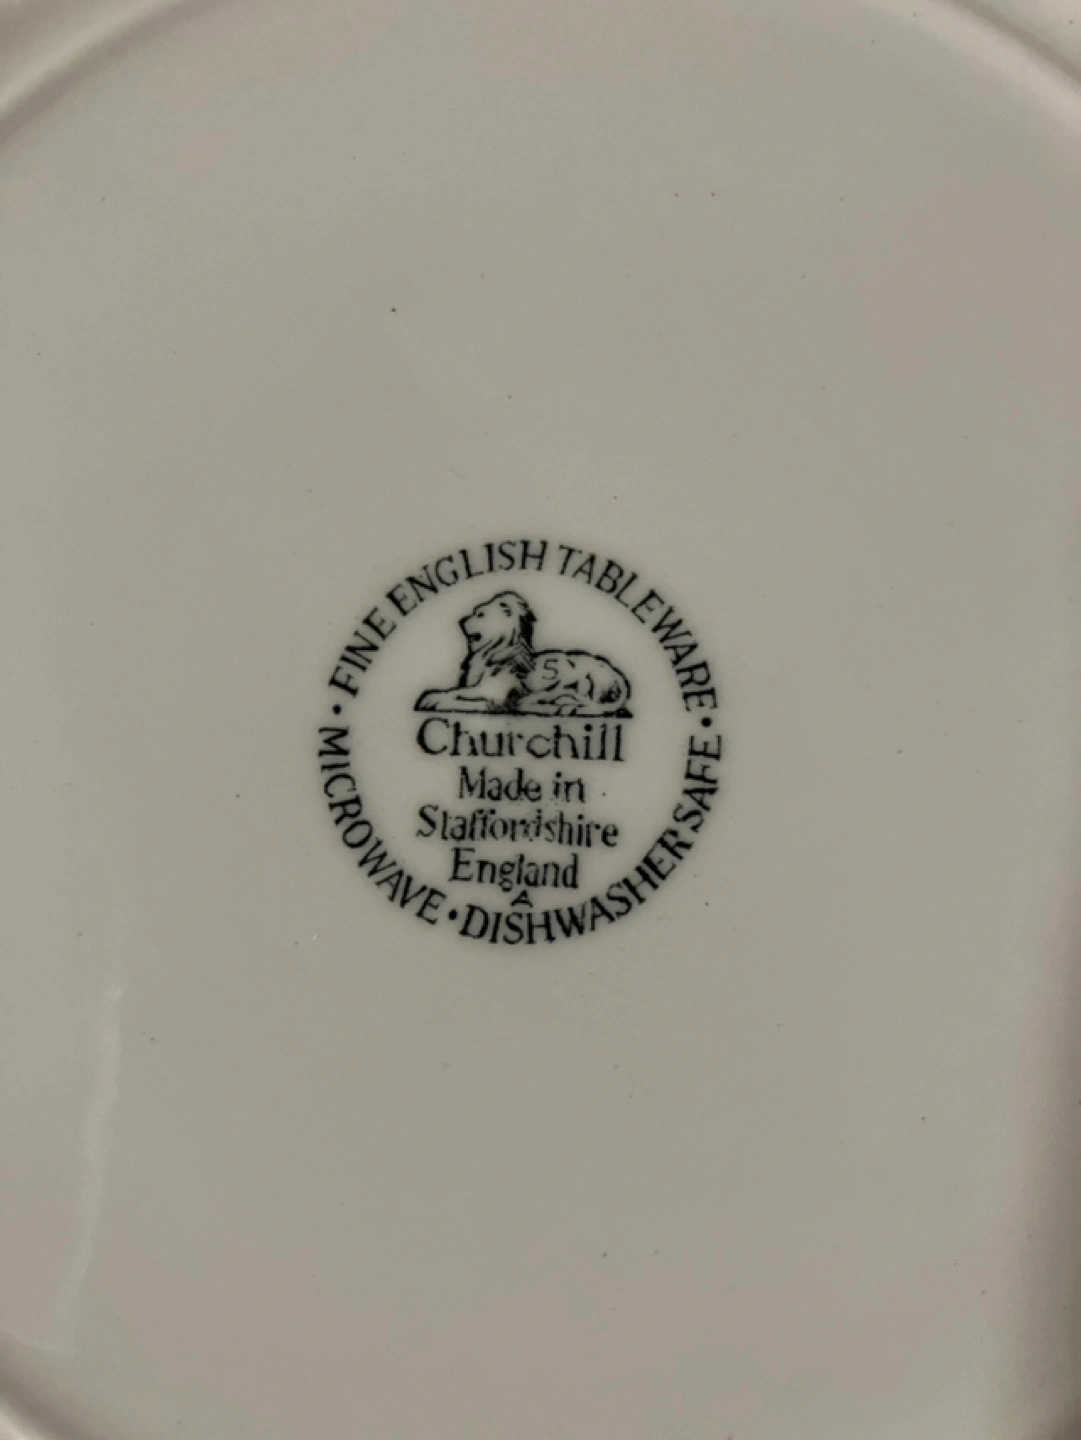 • FINE ENGLISH TABLEWARE •
5
Churchill
Made in
Staffordshire
England
A
MICROWAVE • DISHWASHER SAFE